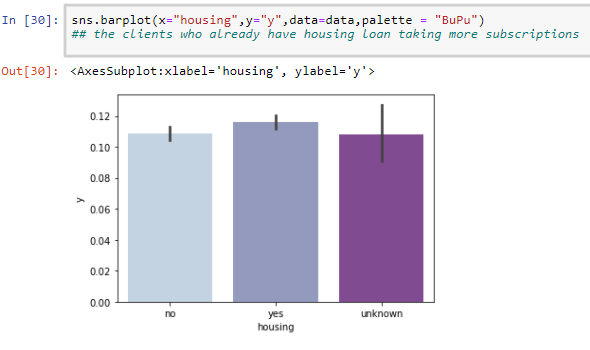 In [30]: sns.barplot(x="housing",y="y",data=data,palette = "BuPu")
## the clients who already have housing loan taking more subscriptions
Out[30]: <AxesSubplot:xlabel='housing', ylabel='y'>
0.12
0.10
0.08
0.06
y
0.04
0.02
0.00
no yes unknown
housing